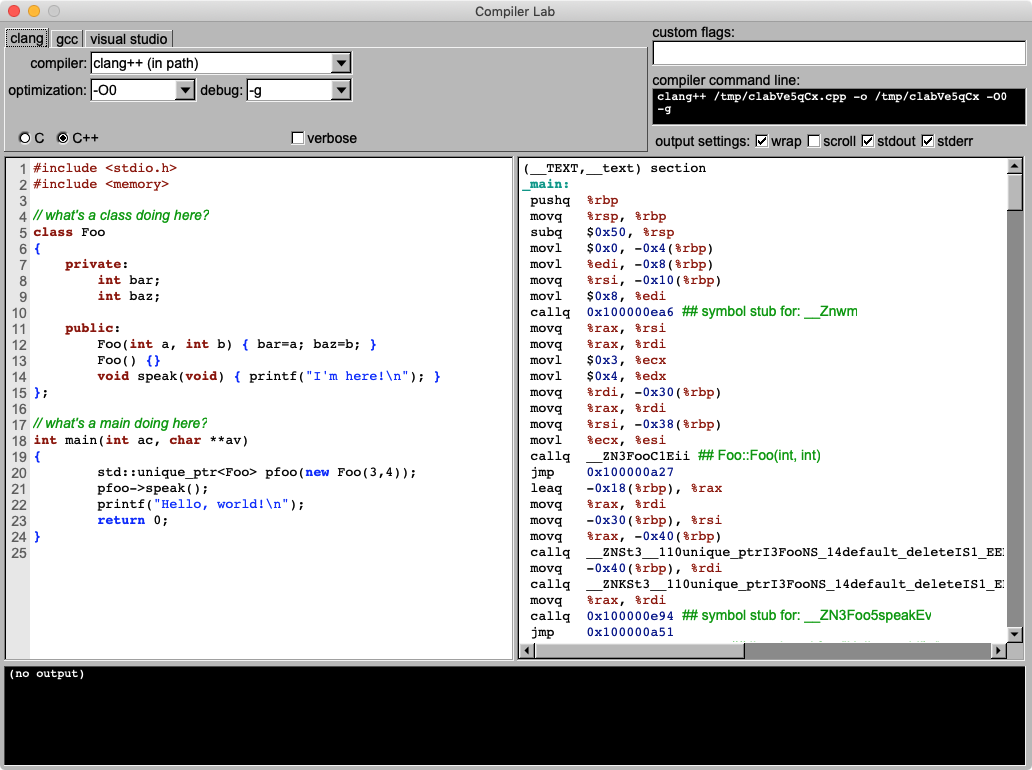 Compiler Lab
clang gcc visual studio
compiler: clang++ (in path)
optimization: -O0 debug: -g
C C++ verbose
custom flags:
compiler command line:
clang++ /tmp/clabVe5qCx.cpp -o /tmp/clabVe5qCx -O0
-g
output settings: wrap scroll stdout stderr
1 #include <stdio.h>
2 #include <memory>
3
4 // what's a class doing here?
5 class Foo
6 {
7 private:
8 int bar;
9 int baz;
10
11 public:
12 Foo(int a, int b) { bar=a; baz=b; }
13 Foo() {}
14 void speak(void) { printf("I'm here!\n"); }
15 };
16
17 // what's a main doing here?
18 int main(int ac, char **av)
19 {
20 std::unique_ptr<Foo> pfoo(new Foo(3,4));
21 pfoo->speak();
22 printf("Hello, world!\n");
23 return 0;
24 }
25
(__TEXT,__text) section
_main:
pushq %rbp
movq %rsp, %rbp
subq $0x50, %rsp
movl $0x0, -0x4(%rbp)
movl %edi, -0x8(%rbp)
movq %rsi, -0x10(%rbp)
movl $0x8, %edi
callq 0x100000ea6 ## symbol stub for: __Znwm
movq %rax, %rsi
movq %rax, %rdi
movl $0x3, %ecx
movl $0x4, %edx
movq %rdi, -0x30(%rbp)
movq %rax, %rdi
movq %rsi, -0x38(%rbp)
movl %ecx, %esi
callq __ZN3FooC1Eii ## Foo::Foo(int, int)
jmp 0x100000a27
leaq -0x18(%rbp), %rax
movq %rax, %rdi
movq -0x30(%rbp), %rsi
movq %rax, -0x40(%rbp)
callq __ZNSt3__110unique_ptrI3FooNS_14default_deleteIS1_EE
movq -0x40(%rbp), %rdi
callq __ZNKSt3__110unique_ptrI3FooNS_14default_deleteIS1_E
movq %rax, %rdi
callq 0x100000e94 ## symbol stub for: __ZN3Foo5speakEv
jmp 0x100000a51
(no output)